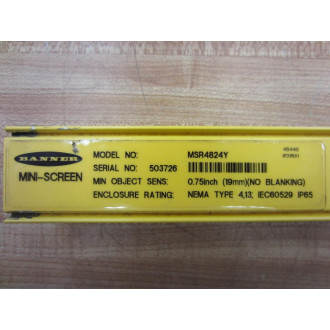 BANNER
MINI-SCREEN
MODEL NO: MSR4824Y
SERIAL NO: 503726
MIN OBJECT SENS: 0.75inch (19mm)(NO BLANKING)
ENCLOSURE RATING: NEMA TYPE 4,13; IEC60529 IP65